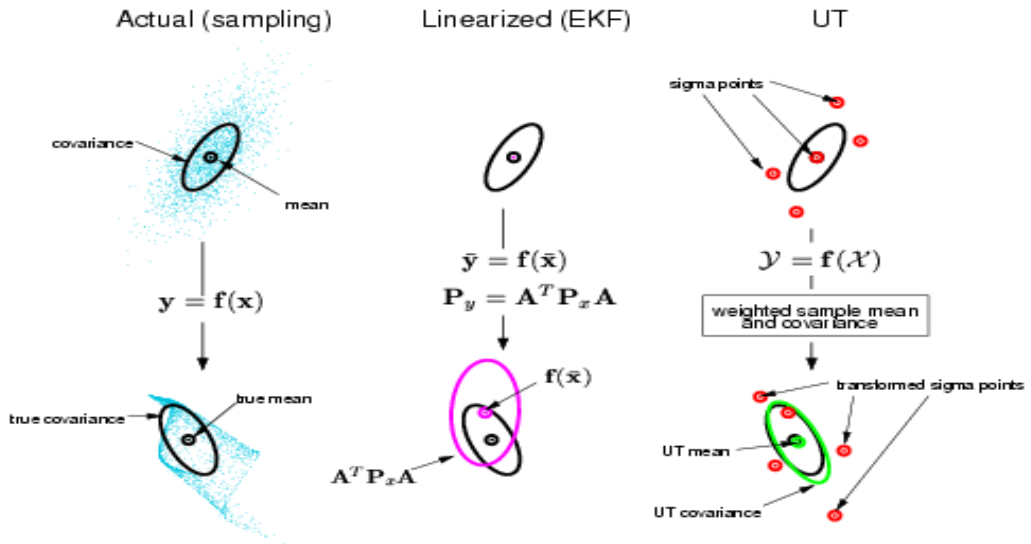 Actual (sampling)
Linearized (EKF)
UT
sigma points
covariance
mean
ȳ = f(x̄)
𝒴 = f(𝒳)
y = f(x)
P_y = A^T P_x A
weighted sample mean
and covariance
f(x̄)
transformed sigma points
true mean
true covariance
UT mean
A^T P_x A
UT covariance